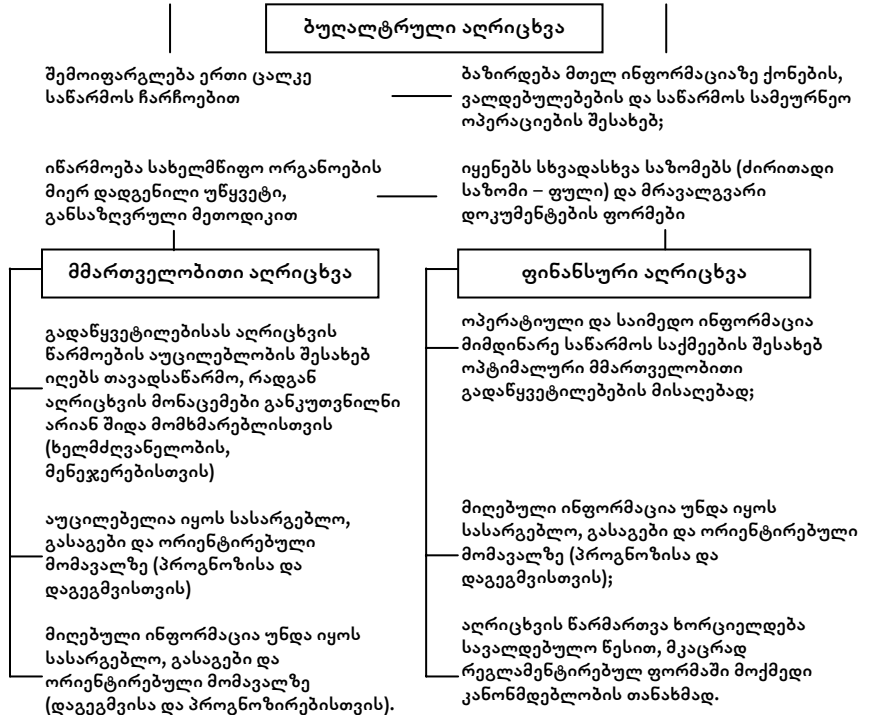 ბუღალტრული აღრიცხვა
შემოიფარგლება ერთი ცალკე
საწარმოს ჩარჩოებით
ბაზირდება მთელ ინფორმაციაზე ქონების,
ვალდებულებების და საწარმოს სამეურნეო
ოპერაციების შესახებ;
იწარმოება სახელმწიფო ორგანოების
მიერ დადგენილი უწყვეტი,
განსაზღვრული მეთოდიკით
იყენებს სხვადასხვა საზომებს (ძირითადი
საზომი – ფული) და მრავალგვარი
დოკუმენტების ფორმები
მმართველობითი აღრიცხვა
გადაწყვეტილებისას აღრიცხვის
წარმოების აუცილებლობის შესახებ
იღებს თავადსაწარმო, რადგან
აღრიცხვის მონაცემები განკუთვნილნი
არიან შიდა მომხმარებლისთვის
(ხელმძღვანელობის,
მენეჯერებისთვის)
აუცილებელია იყოს სასარგებლო,
გასაგები და ორიენტირებული
მომავალზე (პროგნოზისა და
დაგეგმვისთვის)
მიღებული ინფორმაცია უნდა იყოს
სასარგებლო, გასაგები და
ორიენტირებული მომავალზე
(დაგეგმვისა და პროგნოზირებისთვის).
ფინანსური აღრიცხვა
ოპერატიული და საიმედო ინფორმაცია
მიმდინარე საწარმოს საქმეების შესახებ
ოპტიმალური მმართველობითი
გადაწყვეტილებების მისაღებად;
მიღებული ინფორმაცია უნდა იყოს
სასარგებლო, გასაგები და ორიენტირებული
მომავალზე (პროგნოზისა და
დაგეგმვისთვის);
აღრიცხვის წარმართვა ხორციელდება
სავალდებულო წესით, მკაცრად
რეგლამენტირებულ ფორმაში მოქმედი
კანონმდებლობის თანახმად.